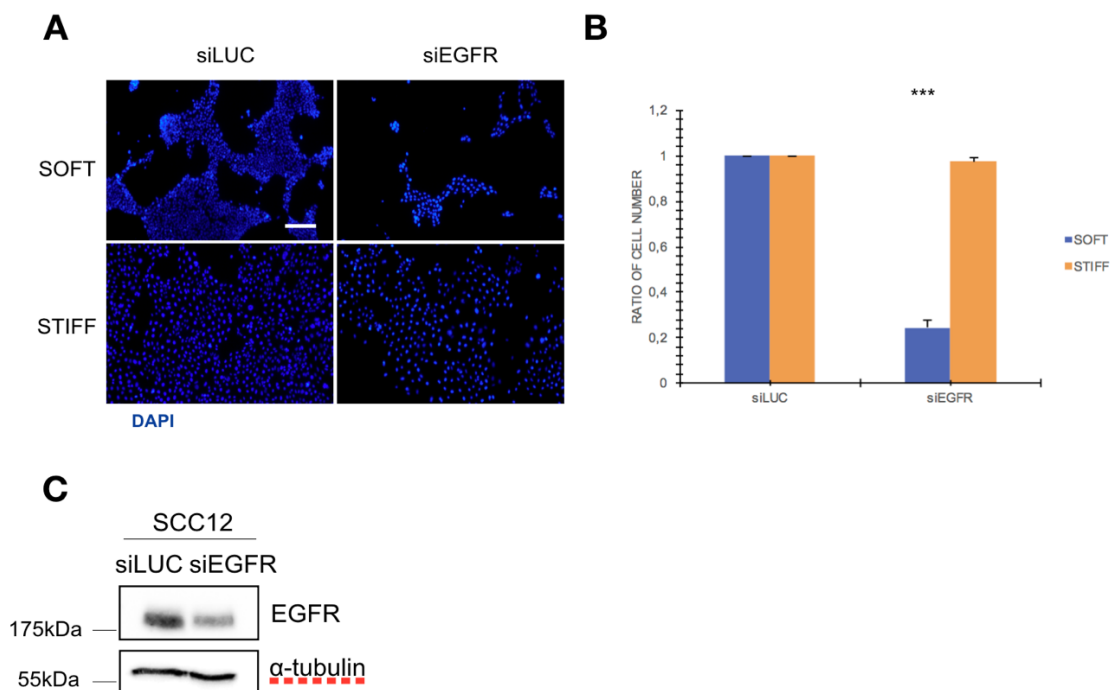 A
siLUC siEGFR
SOFT
STIFF
DAPI
B
***
RATIO OF CELL NUMBER
1,2
1
0,8
0,6
0,4
0,2
0
siLUC siEGFR
SOFT
STIFF
C
SCC12
siLUC siEGFR
EGFR
175kDa
α-tubulin
55kDa